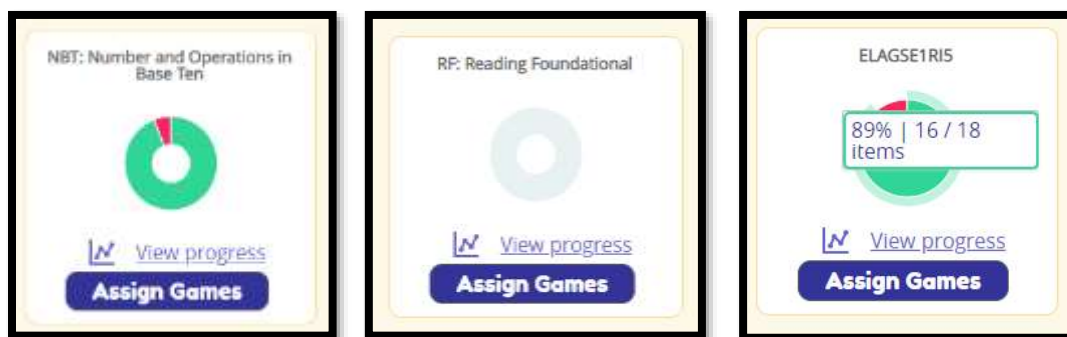 NBT: Number and Operations in
Base Ten
View progress
Assign Games
RF: Reading Foundational
View progress
Assign Games
ELAGSE1RI5
89% | 16 / 18
items
View progress
Assign Games